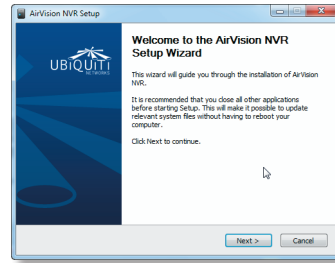 AirVision NVR Setup
UBiQUiTi
NETWORKS
Welcome to the AirVision NVR
Setup Wizard
This wizard will guide you through the installation of AirVision
NVR.
It is recommended that you close all other applications
before starting Setup. This will make it possible to update
relevant system files without having to reboot your
computer.
Click Next to continue.
Next >
Cancel